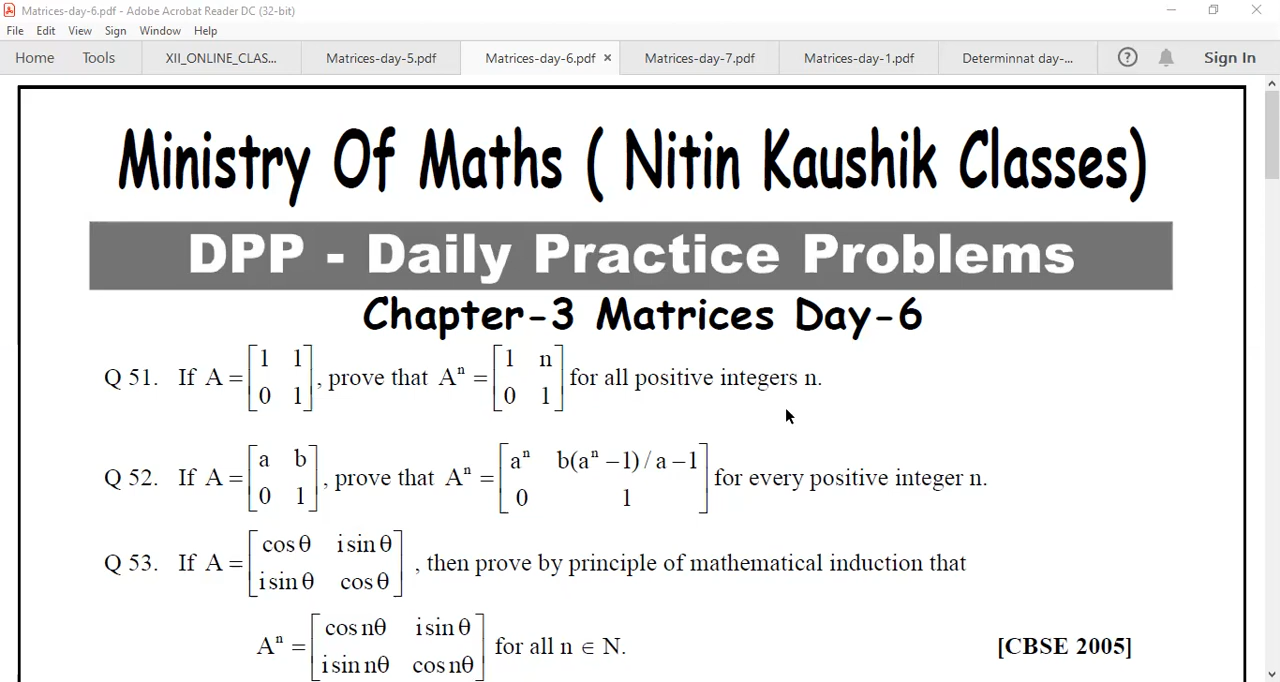 Matrices-day-6.pdf - Adobe Acrobat Reader DC (32-bit)
File Edit View Sign Window Help
Home Tools XII_ONLINE_CLAS... Matrices-day-5.pdf Matrices-day-6.pdf × Matrices-day-7.pdf Matrices-day-1.pdf Determinnat day-... ? Sign In
Ministry Of Maths ( Nitin Kaushik Classes)
DPP - Daily Practice Problems
Chapter-3 Matrices Day-6
Q 51. If A = [1 1; 0 1], prove that Aⁿ = [1 n; 0 1] for all positive integers n.
Q 52. If A = [a b; 0 1], prove that Aⁿ = [aⁿ b(aⁿ −1) / a −1; 0 1] for every positive integer n.
Q 53. If A = [cos θ i sin θ; i sin θ cos θ] , then prove by principle of mathematical induction that
Aⁿ = [cos nθ i sin θ; i sin nθ cos nθ] for all n ∈ N. [CBSE 2005]